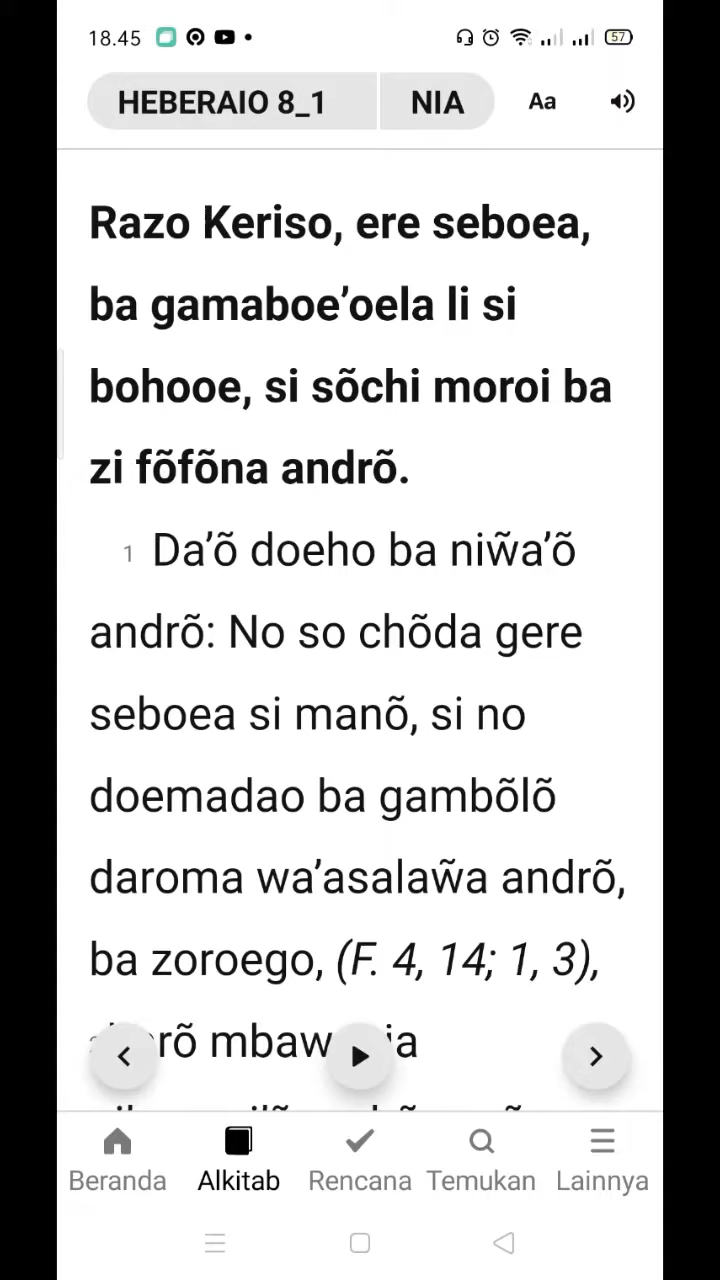 18.45
57
HEBERAIO 8_1 NIA Aa
Razo Keriso, ere seboea,
ba gamaboe’oela li si
bohooe, si sõchi moroi ba
zi fõfõna andrõ.
1 Da’õ doeho ba niw̃a’õ
andrõ: No so chõda gere
seboea si manõ, si no
doemadao ba gambõlõ
daroma wa’asalaw̃a andrõ,
ba zoroego, (F. 4, 14; 1, 3),
Beranda Alkitab Rencana Temukan Lainnya